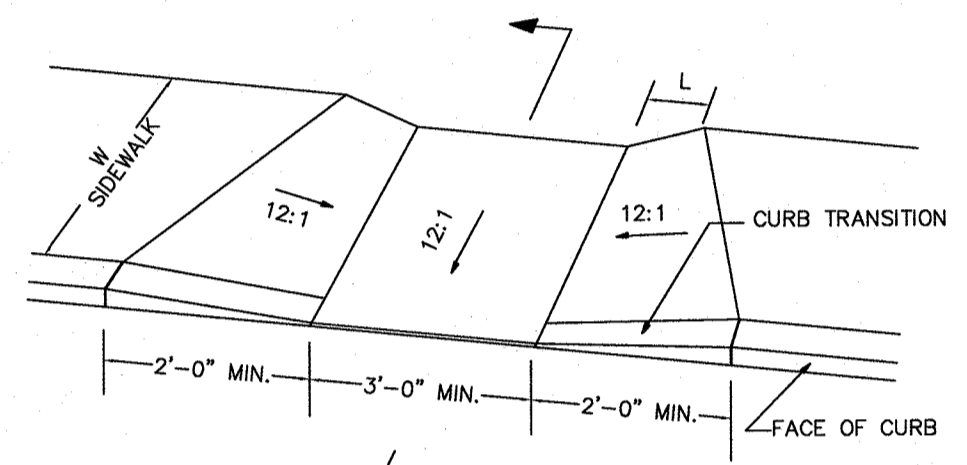 L
W
SIDEWALK
12:1
12:1
12:1
CURB TRANSITION
2'-0" MIN.
3'-0" MIN.
2'-0" MIN.
FACE OF CURB